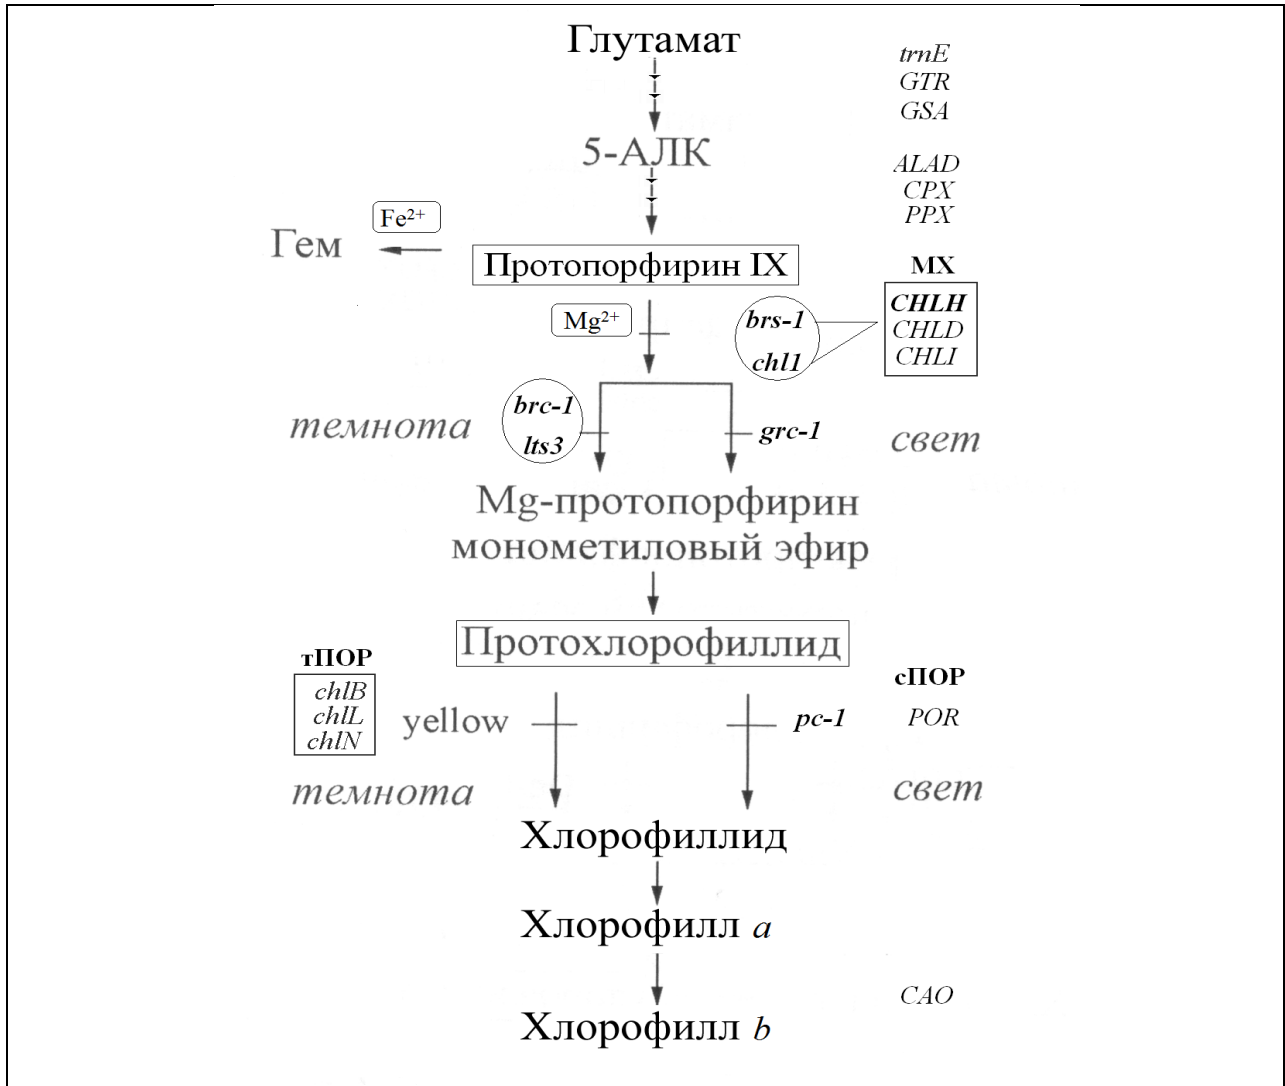 Глутамат
trnE
GTR
GSA
5-АЛК
ALAD
CPX
PPX
Fe²⁺
Гем
Протопорфирин IX
МХ
CHLH
CHLD
CHLI
Mg²⁺
brs-1
chl1
темнота
brc-1
lts3
grc-1
свет
Mg-протопорфирин
монометиловый эфир
Протохлорофиллид
тПОР
chlB
chlL
chlN
yellow
pc-1
сПОР
POR
темнота
свет
Хлорофиллид
Хлорофилл a
CAO
Хлорофилл b